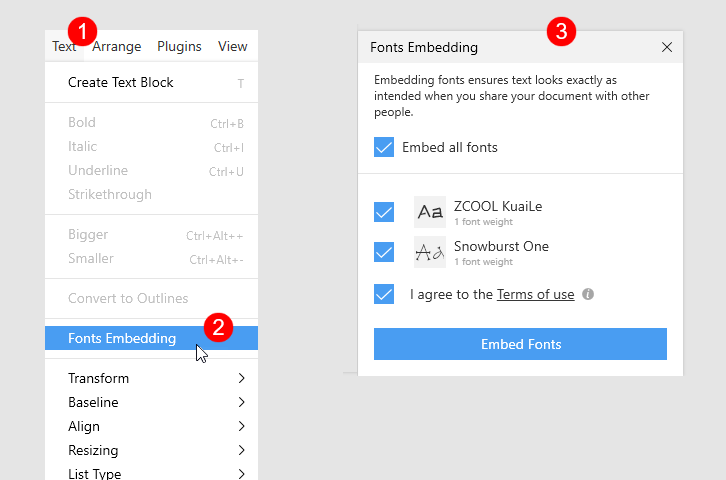 1
Text Arrange Plugins View
Create Text Block T
Bold Ctrl+B
Italic Ctrl+I
Underline Ctrl+U
Strikethrough
Bigger Ctrl+Alt++
Smaller Ctrl+Alt+-
Convert to Outlines
2
Fonts Embedding
Transform
Baseline
Align
Resizing
List Type
3
Fonts Embedding
Embedding fonts ensures text looks exactly as
intended when you share your document with other
people.
Embed all fonts
Aa ZCOOL KuaiLe
1 font weight
Aa Snowburst One
1 font weight
I agree to the Terms of use i
Embed Fonts